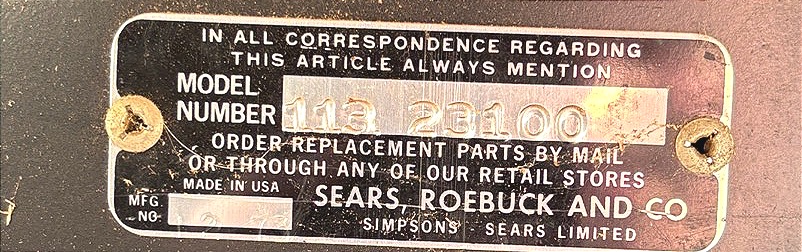 IN ALL CORRESPONDENCE REGARDING
THIS ARTICLE ALWAYS MENTION
MODEL
NUMBER 113 23100
ORDER REPLACEMENT PARTS BY MAIL
OR THROUGH ANY OF OUR RETAIL STORES
MADE IN USA
SEARS, ROEBUCK AND CO
MFG.
NO.
SIMPSONS SEARS LIMITED